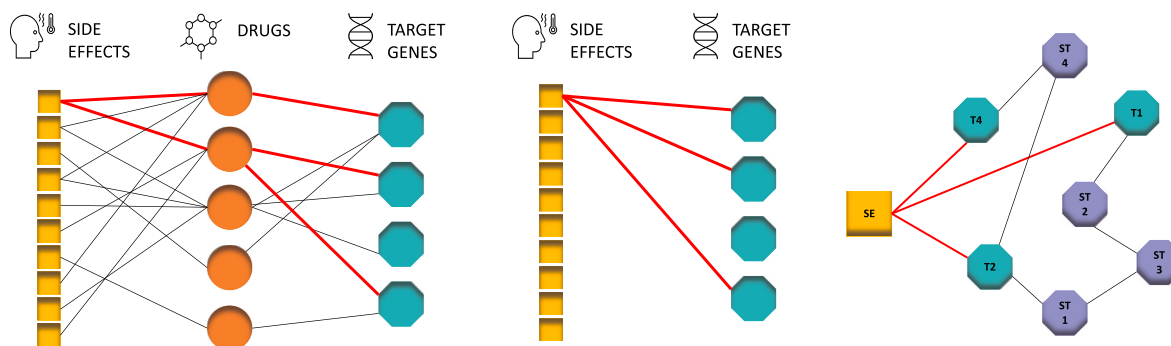 SIDE
EFFECTS
DRUGS
TARGET
GENES
SIDE
EFFECTS
TARGET
GENES
ST
4
T4
T1
ST
2
SE
T2
ST
3
ST
1